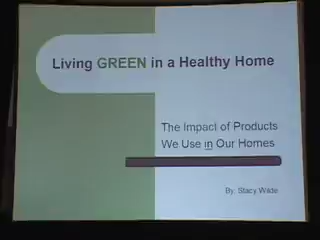 Living GREEN in a Healthy Home
The Impact of Products
We Use in Our Homes
By: Stacy Wilde